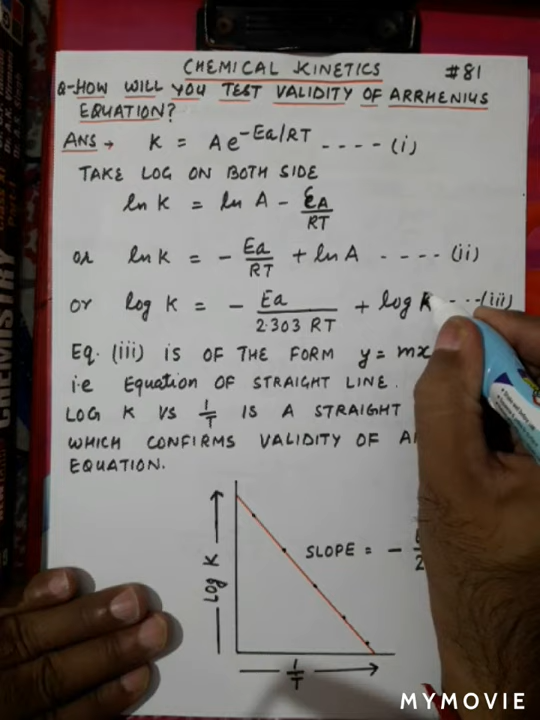 CHEMICAL KINETICS #81
Q-HOW WILL YOU TEST VALIDITY OF ARRHENIUS
EQUATION?
ANS → K = Ae^-Ea/RT ---- (i)
TAKE LOG ON BOTH SIDE
ln K = ln A - EA/RT
or ln K = - Ea/RT + ln A ---- (ii)
or log K = - Ea/2.303 RT + log K --- (iii)
Eq. (iii) IS OF THE FORM y = mx
i.e EQUATION OF STRAIGHT LINE.
LOG K VS 1/T IS A STRAIGHT
WHICH CONFIRMS VALIDITY OF
EQUATION.
LOG K
SLOPE = -
1/T
MYMOVIE